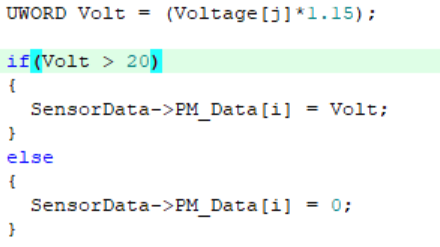 UWORD Volt = (Voltage[j]*1.15);
if(Volt > 20)
{
SensorData->PM_Data[i] = Volt;
}
else
{
SensorData->PM_Data[i] = 0;
}